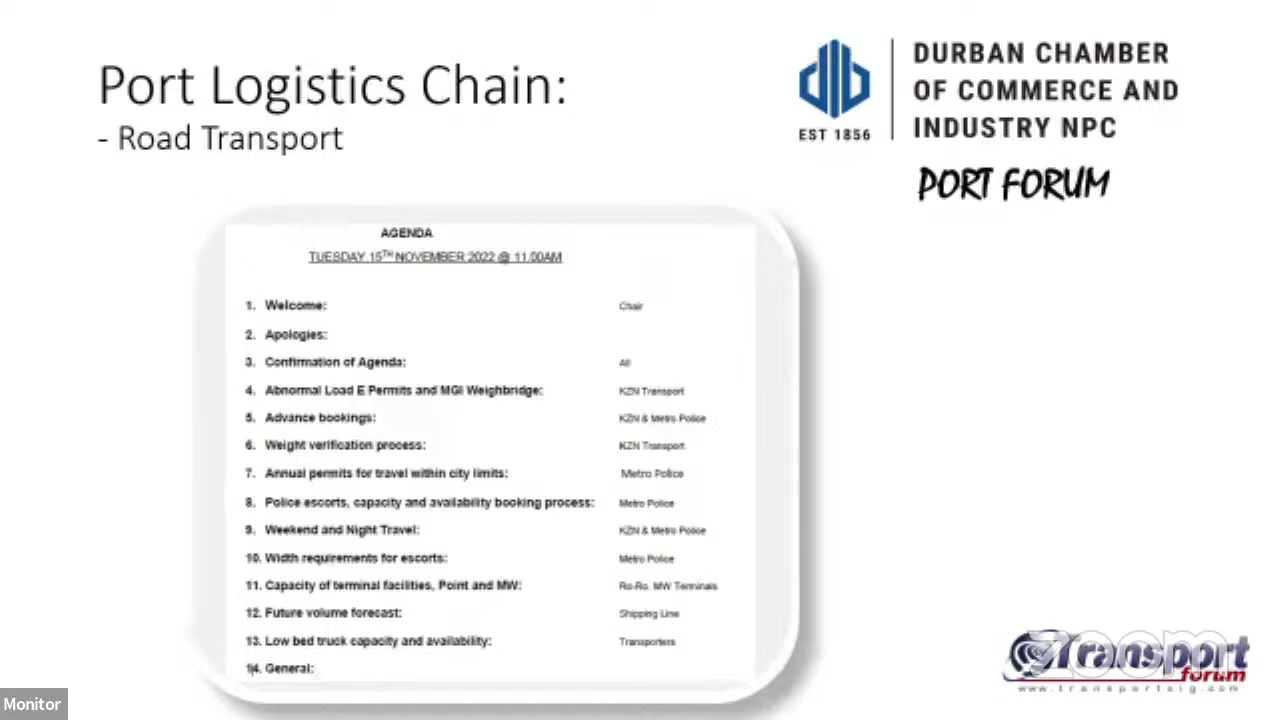 Port Logistics Chain:
- Road Transport
EST 1856
DURBAN CHAMBER
OF COMMERCE AND
INDUSTRY NPC
PORT FORUM
AGENDA
TUESDAY 15TH NOVEMBER 2022 @ 11.00AM
1. Welcome: Chair
2. Apologies:
3. Confirmation of Agenda: All
4. Abnormal Load E Permits and MGI Weighbridge: KZN Transport
5. Advance bookings: KZN & Metro Police
6. Weight verification process: KZN Transport
7. Annual permits for travel within city limits: Metro Police
8. Police escorts, capacity and availability booking process: Metro Police
9. Weekend and Night Travel: KZN & Metro Police
10. Width requirements for escorts: Metro Police
11. Capacity of terminal facilities, Point and MW: Ro-Ro. MW Terminals
12. Future volume forecast: Shipping Line
13. Low bed truck capacity and availability: Transporters
14. General:
zoom
Transport
forum
www.transportsig.com
Monitor